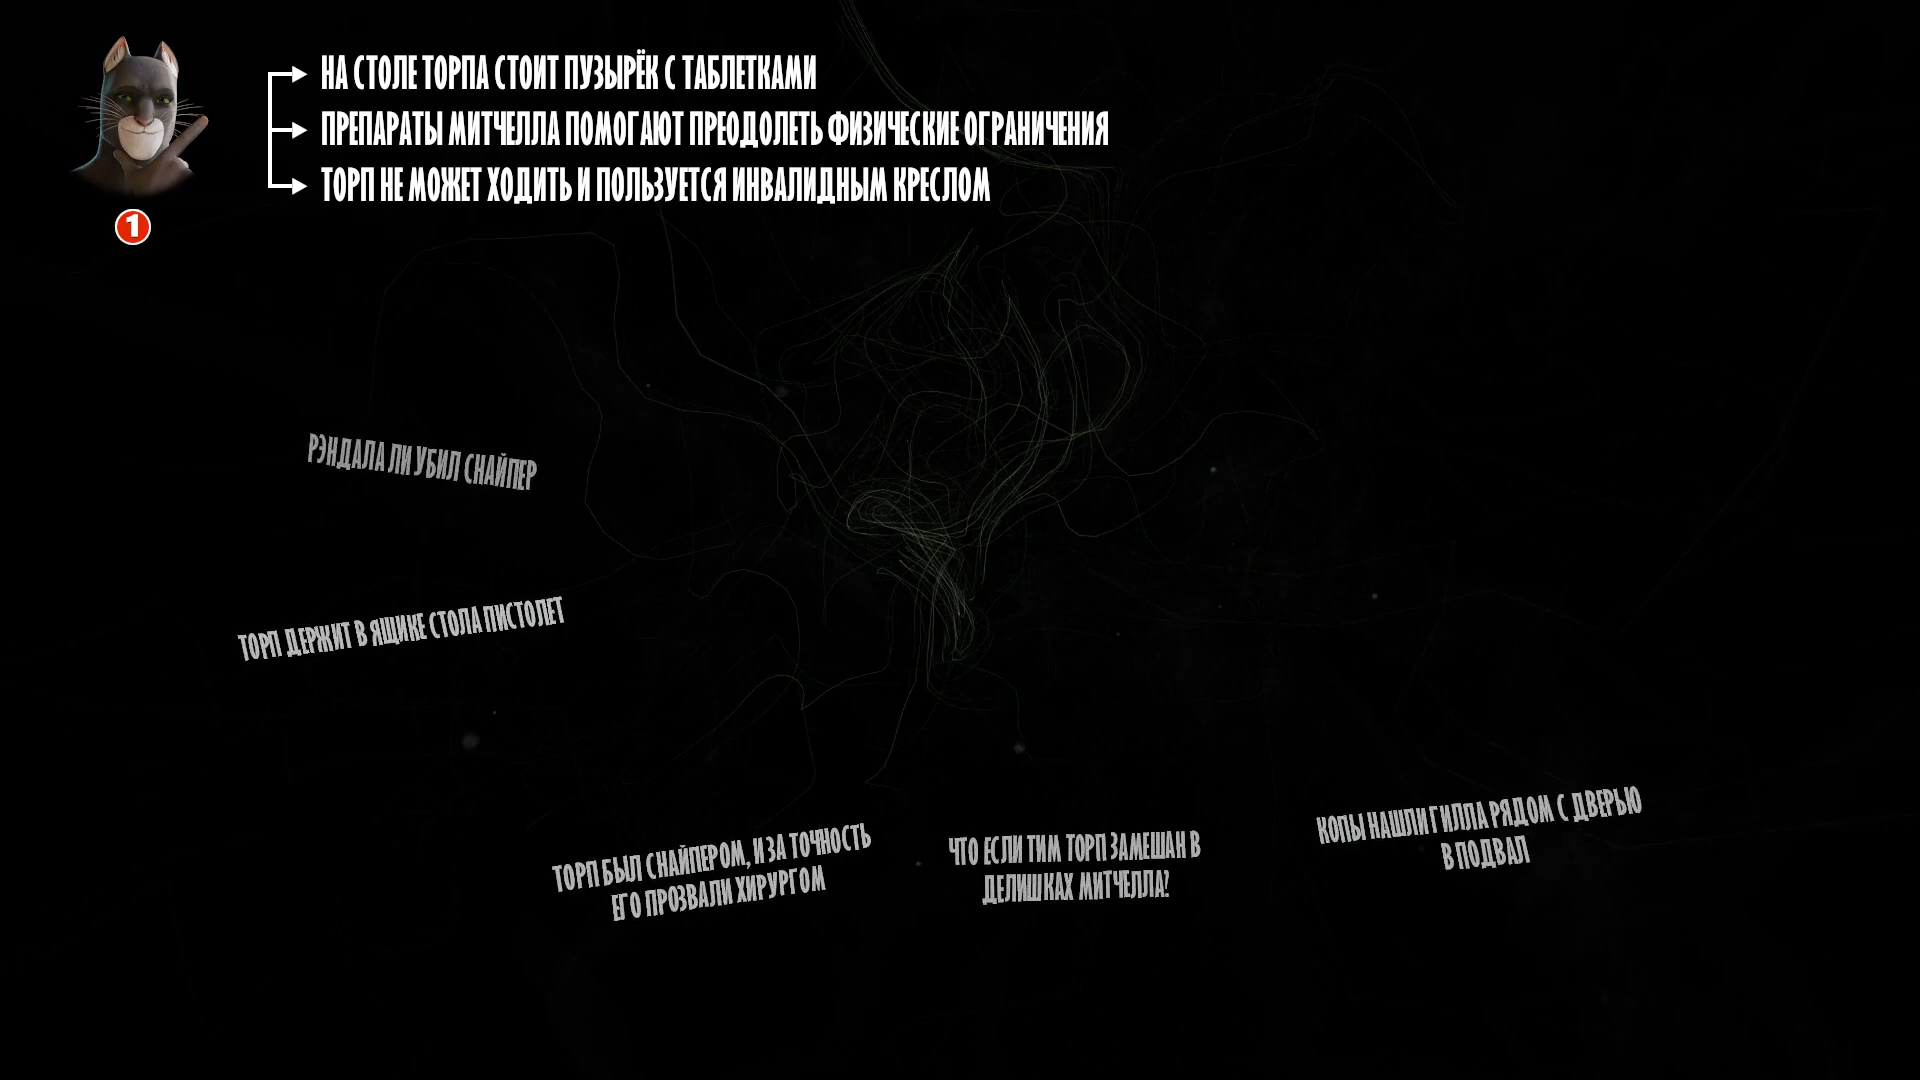 НА СТОЛЕ ТОРПА СТОИТ ПУЗЫРЁК С ТАБЛЕТКАМИ
ПРЕПАРАТЫ МИТЧЕЛЛА ПОМОГАЮТ ПРЕОДОЛЕТЬ ФИЗИЧЕСКИЕ ОГРАНИЧЕНИЯ
ТОРП НЕ МОЖЕТ ХОДИТЬ И ПОЛЬЗУЕТСЯ ИНВАЛИДНЫМ КРЕСЛОМ
1
РЭНДАЛА ЛИ УБИЛ СНАЙПЕР
ТОРП ДЕРЖИТ В ЯЩИКЕ СТОЛА ПИСТОЛЕТ
ТОРП БЫЛ СНАЙПЕРОМ, И ЗА ТОЧНОСТЬ
ЕГО ПРОЗВАЛИ ХИРУРГОМ
ЧТО ЕСЛИ ТИМ ТОРП ЗАМЕШАН В
ДЕЛИШКАХ МИТЧЕЛЛА?
КОПЫ НАШЛИ ГИЛЛА РЯДОМ С ДВЕРЬЮ
В ПОДВАЛ